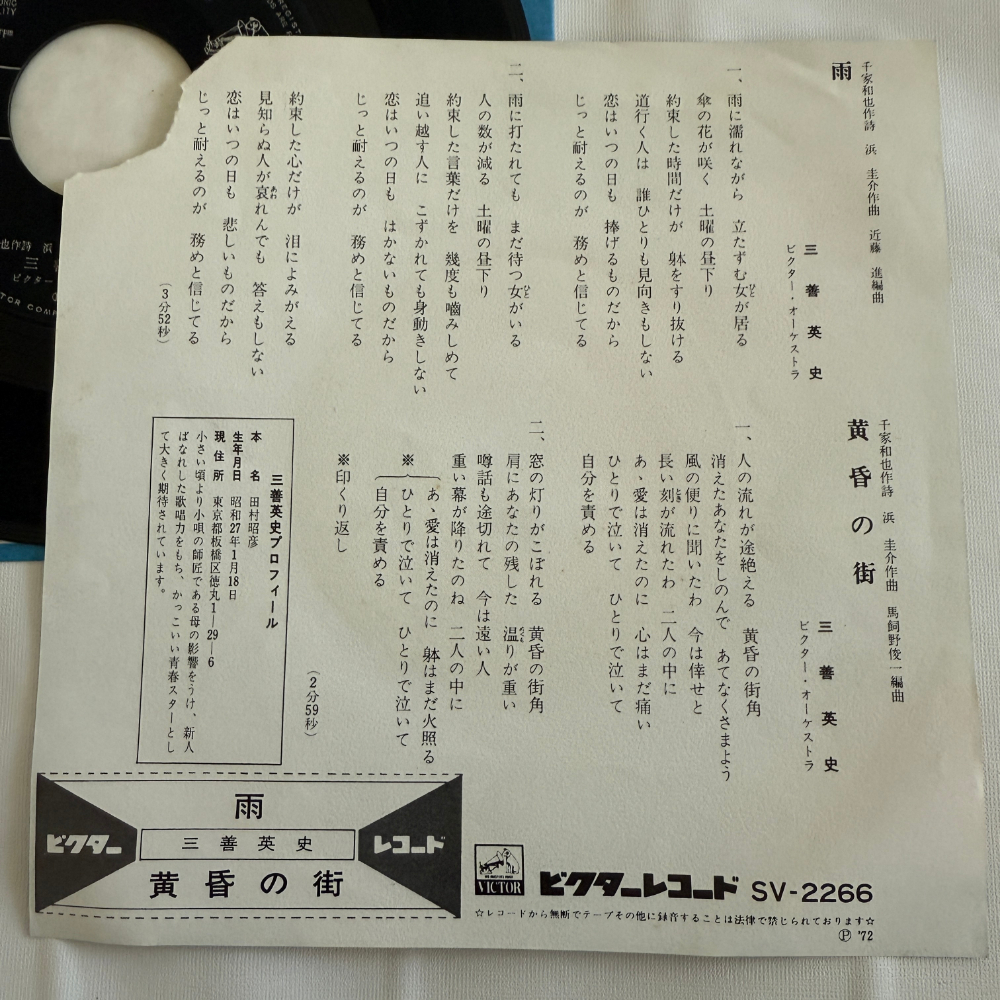 雨
千家和也作詩 浜 圭介作曲 近藤 進編曲
三善英史
ビクター・オーケストラ
一、雨に濡れながら 立たずむ女が居る
ひと
傘の花が咲く 土曜の昼下り
約束した時間だけが 躰をすり抜ける
道行く人は 誰ひとりも見向きもしない
恋はいつの日も 捧げるものだから
じっと耐えるのが 務めと信じてる
二、雨に打たれても まだ待つ女がいる
ひと
人の数が減る 土曜の昼下り
約束した言葉だけを 幾度も嚙みしめて
追い越す人に こずかれても身動きしない
恋はいつの日も はかないものだから
じっと耐えるのが 務めと信じてる
約束した心だけが 泪によみがえる
見知らぬ人が哀れんでも 答えもしない
あわ
恋はいつの日も 悲しいものだから
じっと耐えるのが 務めと信じてる
(3分52秒)
黄昏の街
千家和也作詩 浜 圭介作曲 馬飼野俊一編曲
三善英史
ビクター・オーケストラ
一、人の流れが途絶える 黄昏の街角
消えたあなたをしのんで あてなくさまよう
風の便りに聞いたわ 今は倖せと
長い刻が流れたわ 二人の中に
とき
あゝ愛は消えたのに 心はまだ痛い
ひとりで泣いて ひとりで泣いて
自分を責める
二、窓の灯りがこぼれる 黄昏の街角
肩にあなたの残した 温りが重い
ぬくも
噂話も途切れて 今は遠い人
重い幕が降りたのね 二人の中に
※
あゝ愛は消えたのに 躰はまだ火照る
ひとりで泣いて ひとりで泣いて
自分を責める
※印くり返し
(2分59秒)
三善英史プロフィール
本名 田村昭彦
生年月日 昭和27年1月18日
現住所 東京都板橋区徳丸1―29―6
小さい頃より小唄の師匠である母の影響をうけ、新人
ばなれした歌唱力をもち、かっこいい青春スターとし
て大きく期待されています。
ビクター
雨
三善英史
黄昏の街
レコード
VICTOR
ビクターレコード SV-2266
☆レコードから無断でテープその他に録音することは法律で禁じられております☆
Ⓟ '72
也作詩 浜
三
ビクター